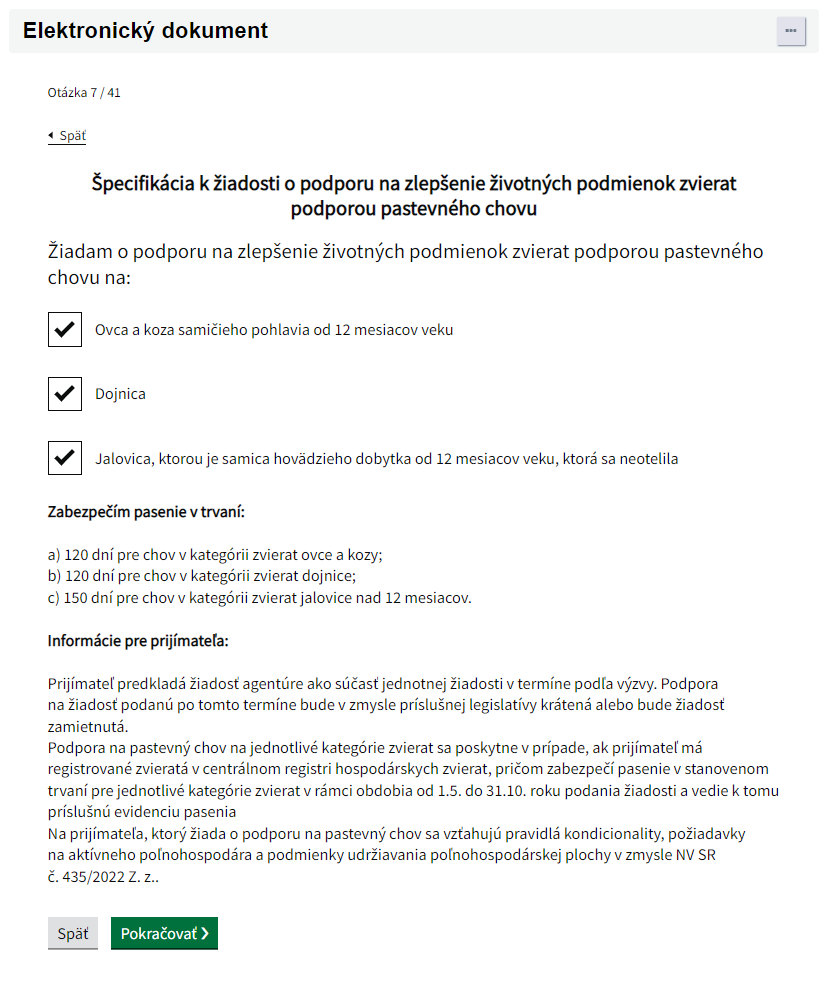 Elektronický dokument
Otázka 7 / 41
Späť
Špecifikácia k žiadosti o podporu na zlepšenie životných podmienok zvierat
podporou pastevného chovu
Žiadam o podporu na zlepšenie životných podmienok zvierat podporou pastevného
chovu na:
Ovca a koza samičieho pohlavia od 12 mesiacov veku
Dojnica
Jalovica, ktorou je samica hovädzieho dobytka od 12 mesiacov veku, ktorá sa neotelila
Zabezpečím pasenie v trvaní:
a) 120 dní pre chov v kategórii zvierat ovce a kozy;
b) 120 dní pre chov v kategórii zvierat dojnice;
c) 150 dní pre chov v kategórii zvierat jalovice nad 12 mesiacov.
Informácie pre prijímateľa:
Prijímateľ predkladá žiadosť agentúre ako súčasť jednotnej žiadosti v termíne podľa výzvy. Podpora
na žiadosť podanú po tomto termíne bude v zmysle príslušnej legislatívy krátená alebo bude žiadosť
zamietnutá.
Podpora na pastevný chov na jednotlivé kategórie zvierat sa poskytne v prípade, ak prijímateľ má
registrované zvieratá v centrálnom registri hospodárskych zvierat, pričom zabezpečí pasenie v stanovenom
trvaní pre jednotlivé kategórie zvierat v rámci obdobia od 1.5. do 31.10. roku podania žiadosti a vedie k tomu
príslušnú evidenciu pasenia
Na prijímateľa, ktorý žiada o podporu na pastevný chov sa vzťahujú pravidlá kondicionality, požiadavky
na aktívneho poľnohospodára a podmienky udržiavania poľnohospodárskej plochy v zmysle NV SR
č. 435/2022 Z. z..
Späť
Pokračovať